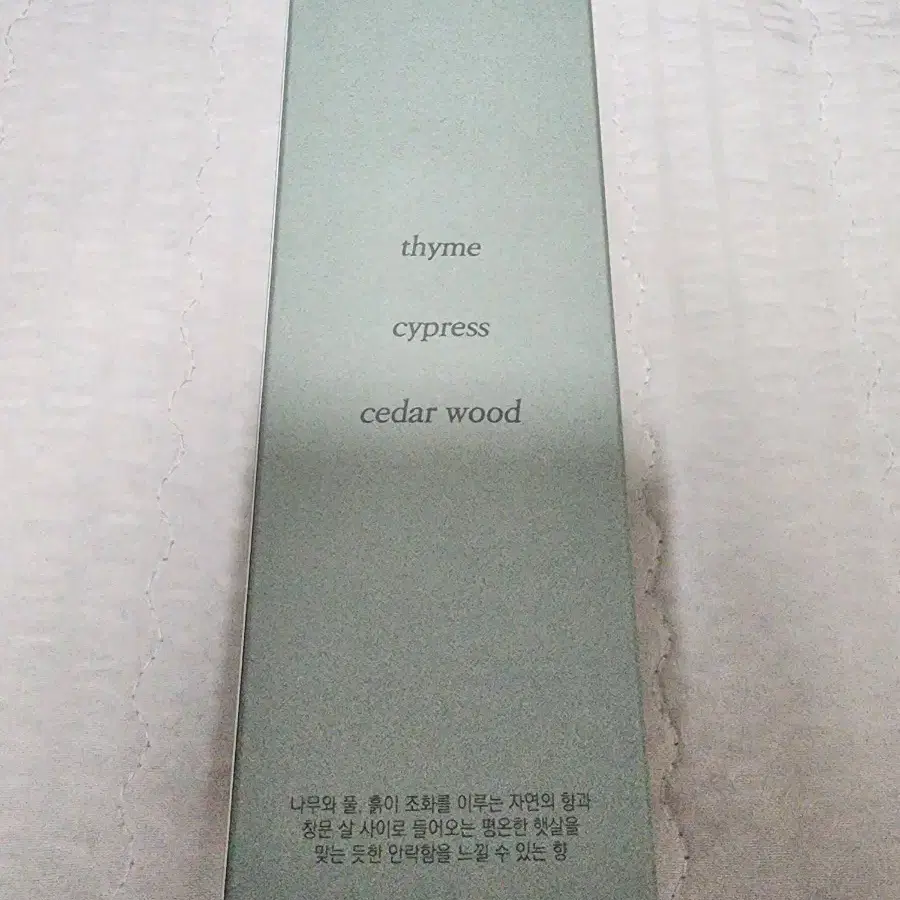 thyme
cypress
cedar wood
나무와 풀, 흙이 조화를 이루는 자연의 향과
창문 살 사이로 들어오는 평온한 햇살을
맞는 듯한 안락함을 느낄 수 있는 향